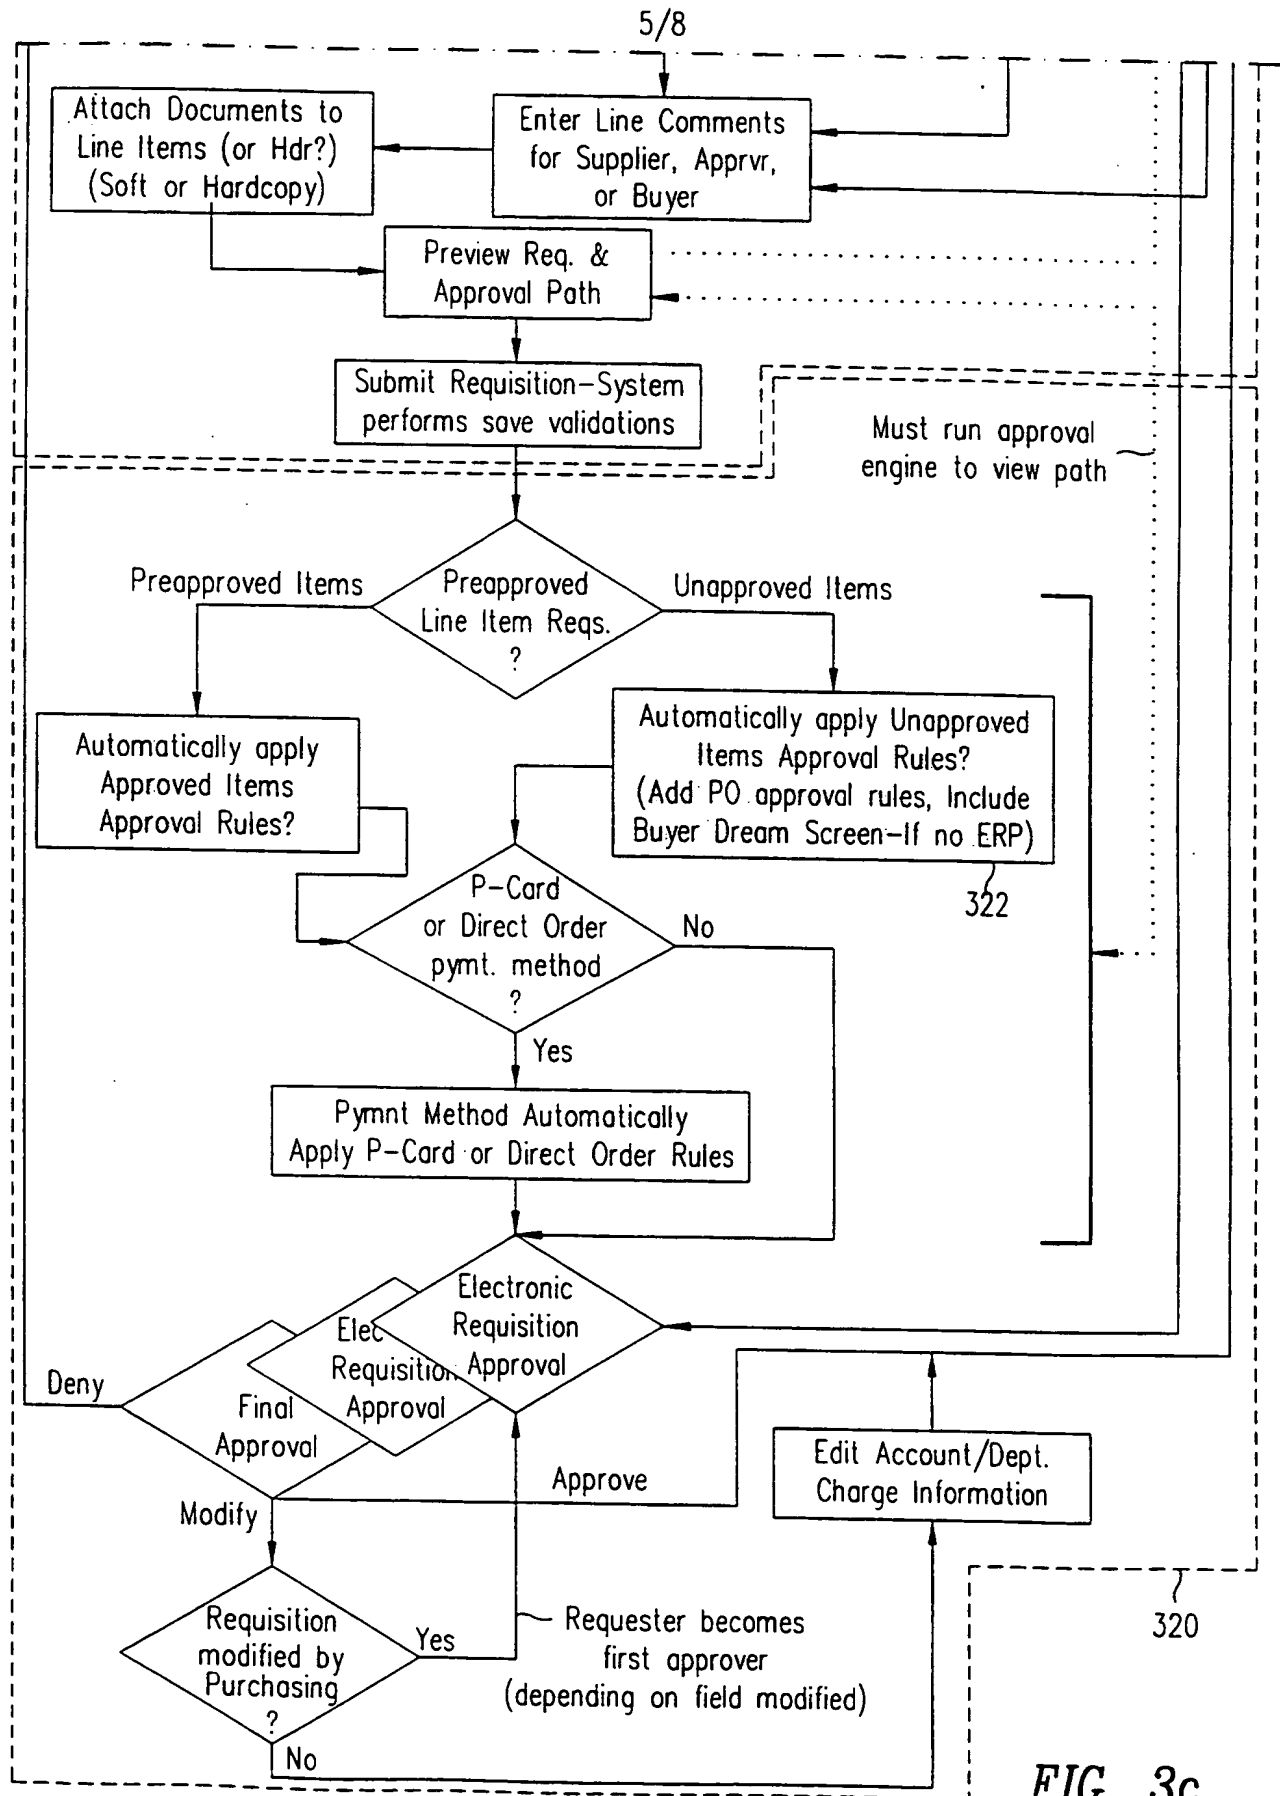 5/8
Attach Documents to
Line Items (or Hdr?)
(Soft or Hardcopy)
Enter Line Comments
for Supplier, Apprvr,
or Buyer
Preview Req. &
Approval Path
Submit Requisition-System
performs save validations
Must run approval
engine to view path
Preapproved Items
Preapproved
Line Item Reqs.
?
Unapproved Items
Automatically apply
Approved Items
Approval Rules?
Automatically apply Unapproved
Items Approval Rules?
(Add PO approval rules, Include
Buyer Dream Screen-If no ERP)
322
P-Card
or Direct Order
pymt. method
?
No
Yes
Pymnt Method Automatically
Apply P-Card or Direct Order Rules
Electronic
Requisition
Approval
Elec
Requisition
Approval
Final
Approval
Deny
Approve
Modify
Edit Account/Dept.
Charge Information
Requisition
modified by
Purchasing
?
Yes
No
Requester becomes
first approver
(depending on field modified)
320
FIG. 3c